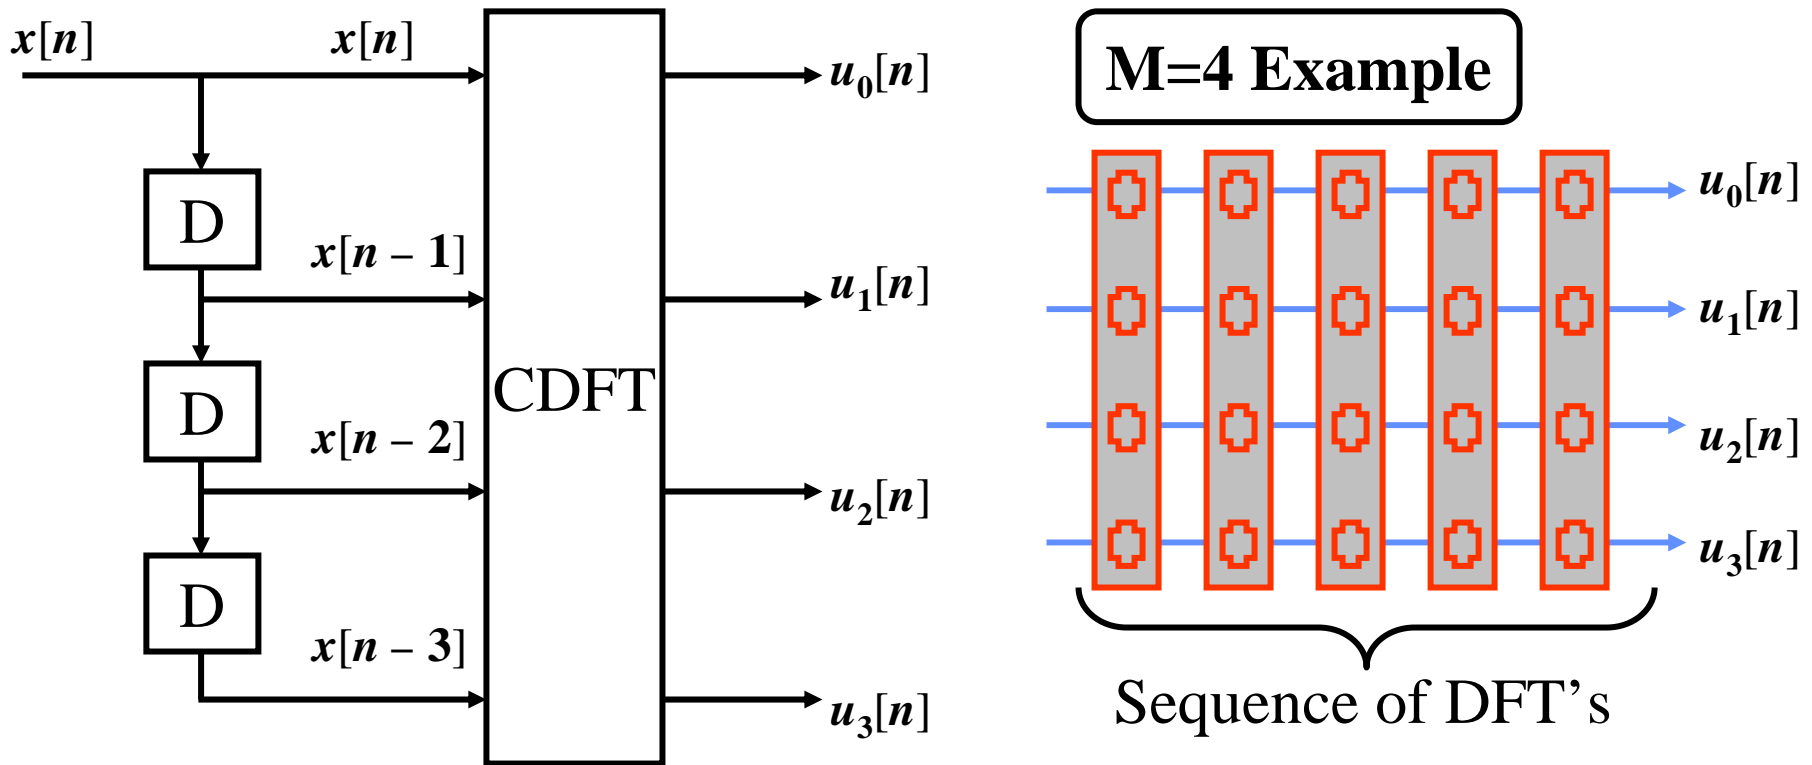 x[n]
x[n]
D
x[n – 1]
D
x[n – 2]
D
x[n – 3]
CDFT
u0[n]
u1[n]
u2[n]
u3[n]
M=4 Example
u0[n]
u1[n]
u2[n]
u3[n]
Sequence of DFT's